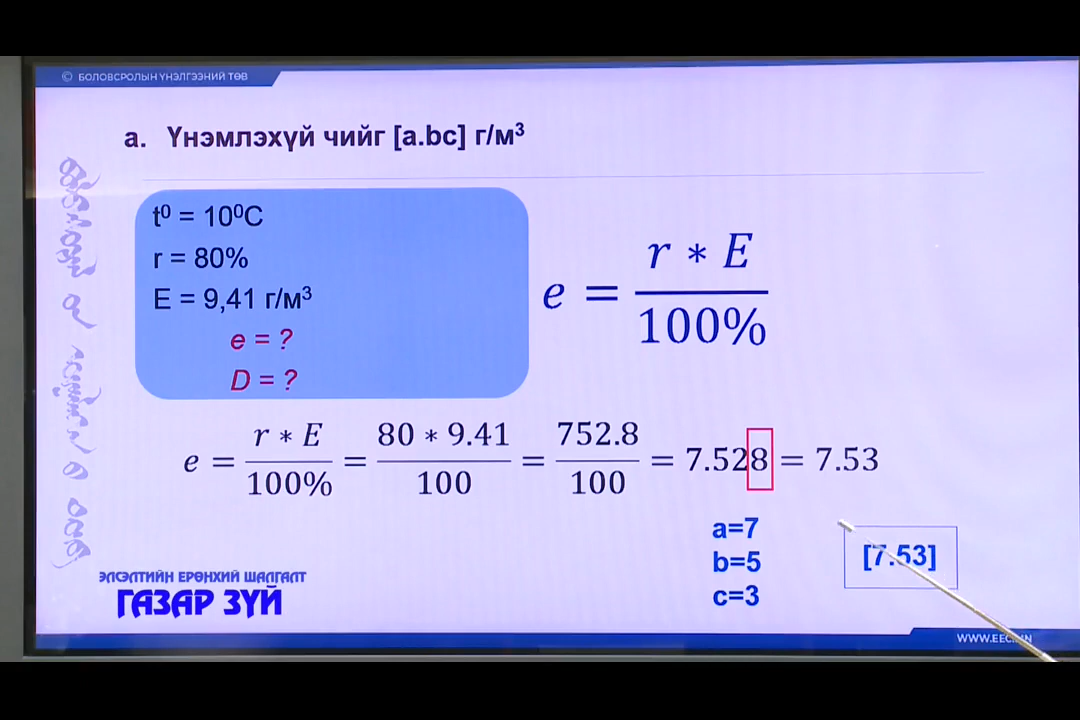 © БОЛОВСРОЛЫН ҮНЭЛГЭЭНИЙ ТӨВ
a. Үнэмлэхүй чийг [a.bc] г/м³
t⁰ = 10⁰C
r = 80%
E = 9,41 г/м³
e = ?
D = ?
e = r * E / 100%
e = r * E / 100% = 80 * 9.41 / 100 = 752.8 / 100 = 7.528 = 7.53
a=7
b=5
c=3
[7.53]
ЭЛСЭЛТИЙН ЕРӨНХИЙ ШАЛГАЛТ
ГАЗАР ЗҮЙ